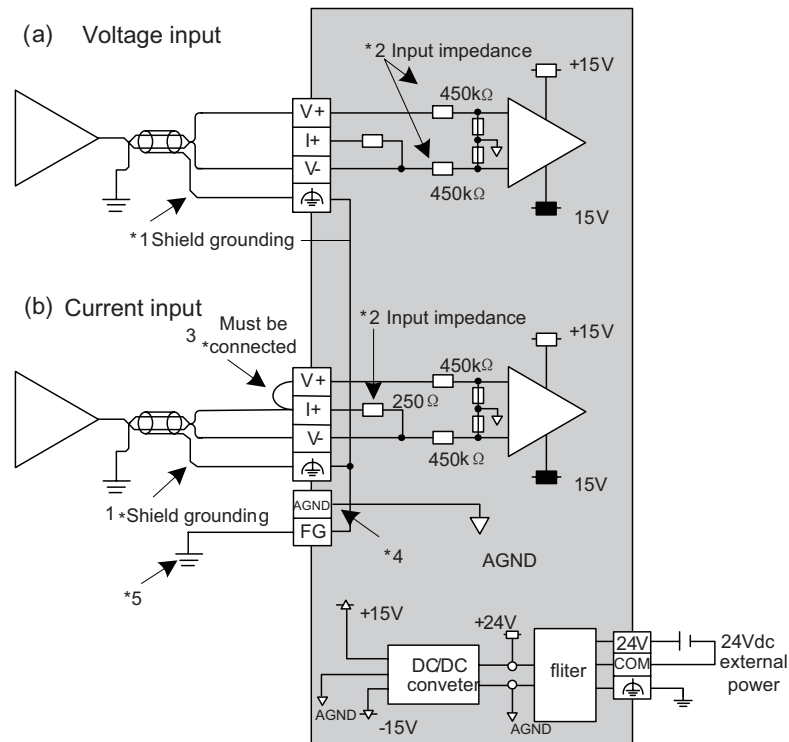 (a) Voltage input
*2 Input impedance
+15V
450kΩ
V+
I+
V-
450kΩ
15V
*1 Shield grounding
(b) Current input
3 Must be
*connected
*2 Input impedance
+15V
450kΩ
V+
250 Ω
I+
V-
450kΩ
15V
1 *Shield grounding
AGND
FG
*4
AGND
*5
+15V
+24V
24V
24Vdc
DC/DC
conveter
fliter
COM
external
power
AGND
-15V
AGND